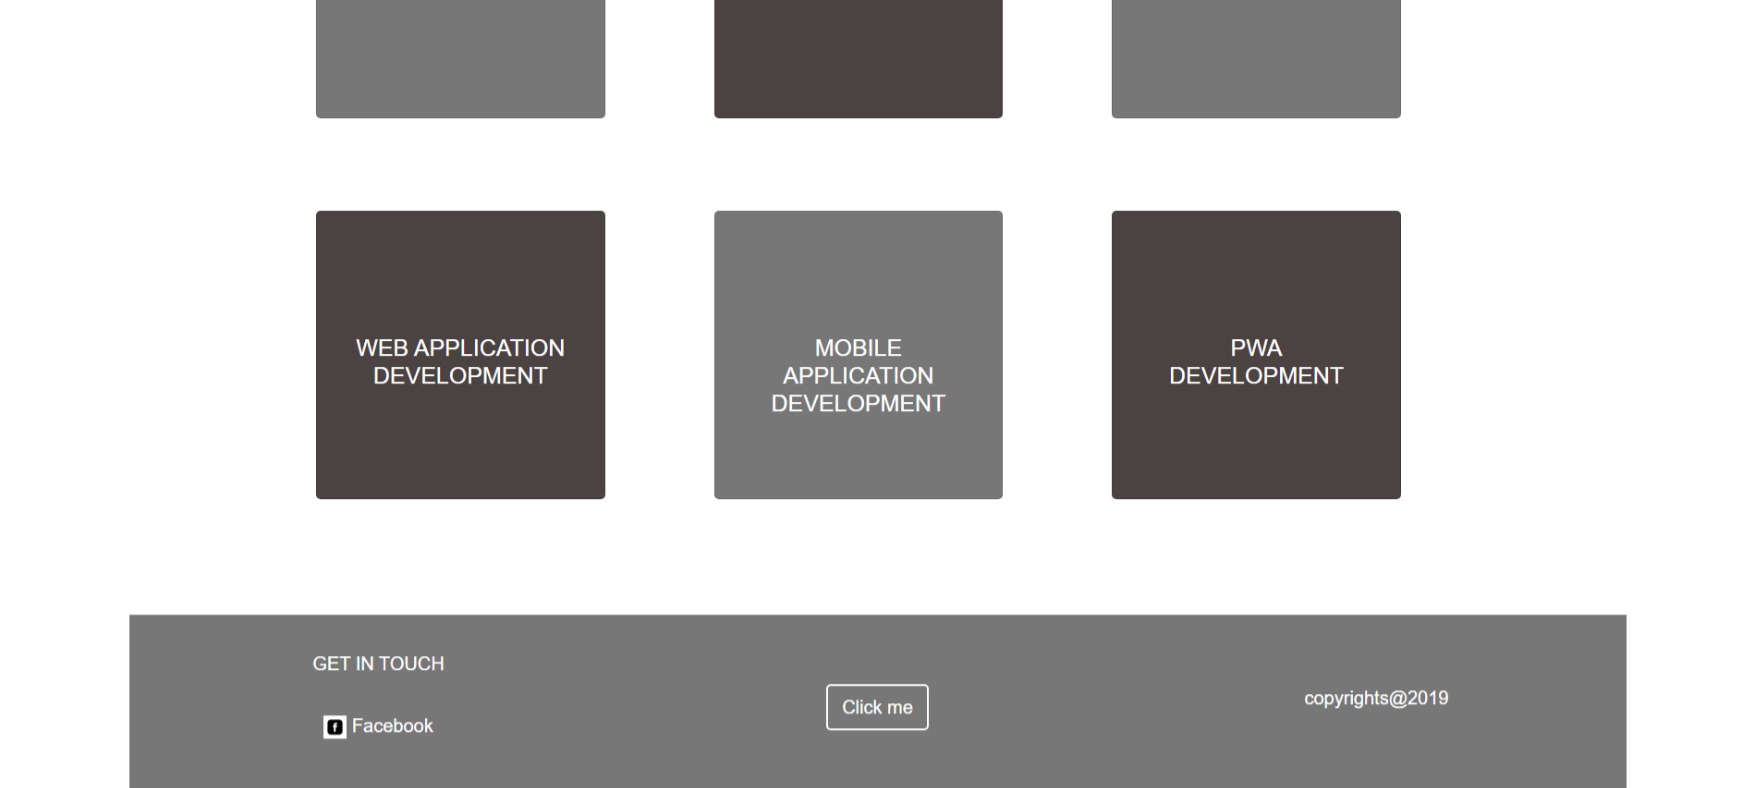 WEB APPLICATION
DEVELOPMENT
MOBILE
APPLICATION
DEVELOPMENT
PWA
DEVELOPMENT
GET IN TOUCH
Facebook
Click me
copyrights@2019